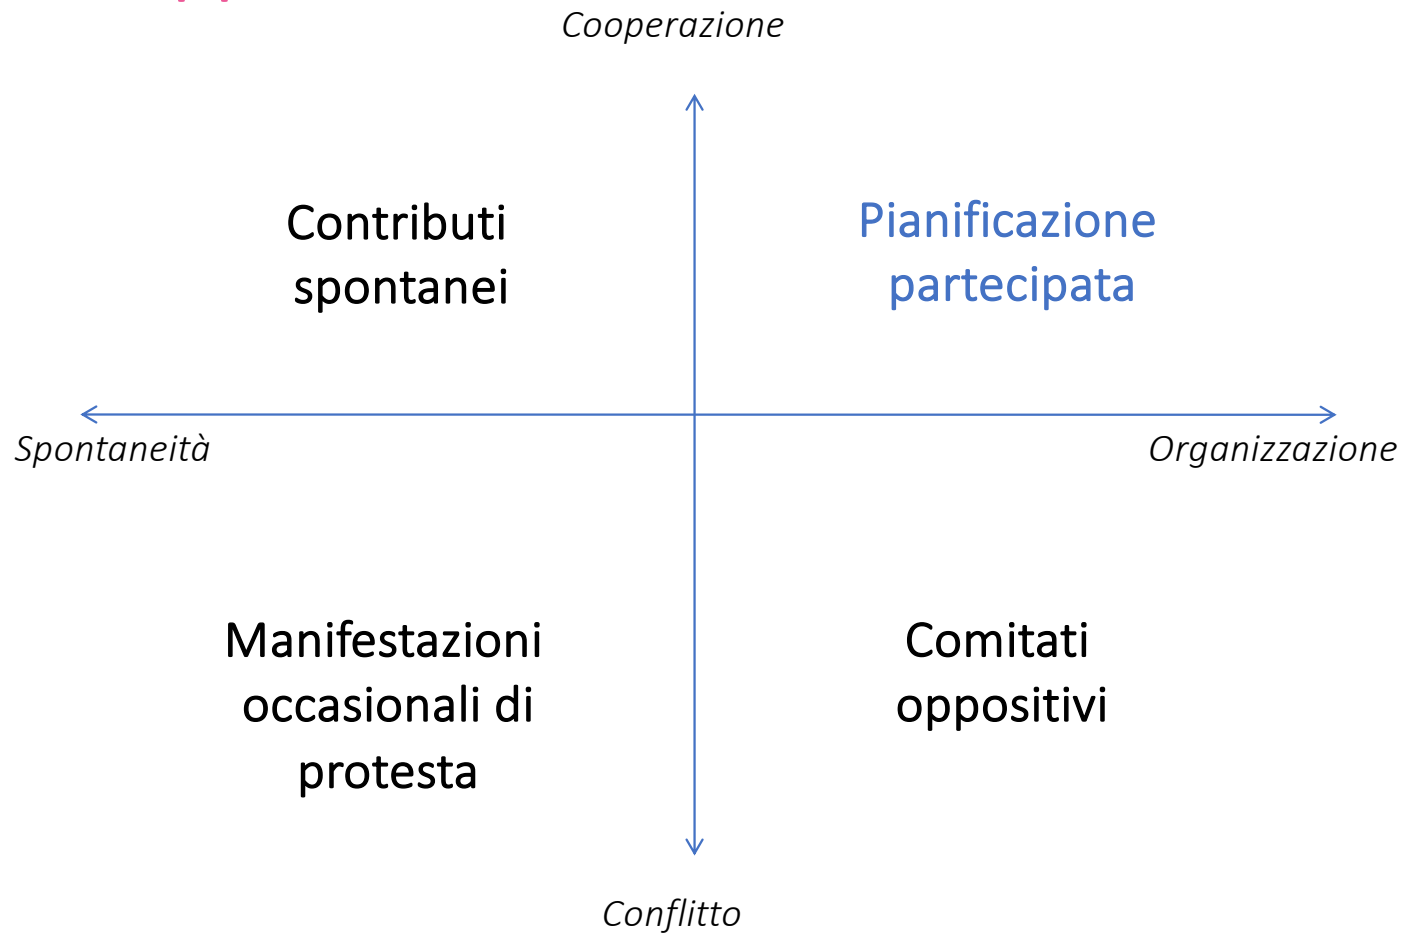 Cooperazione
Contributi
spontanei
Pianificazione
partecipata
Spontaneità
Organizzazione
Manifestazioni
occasionali di
protesta
Comitati
oppositivi
Conflitto